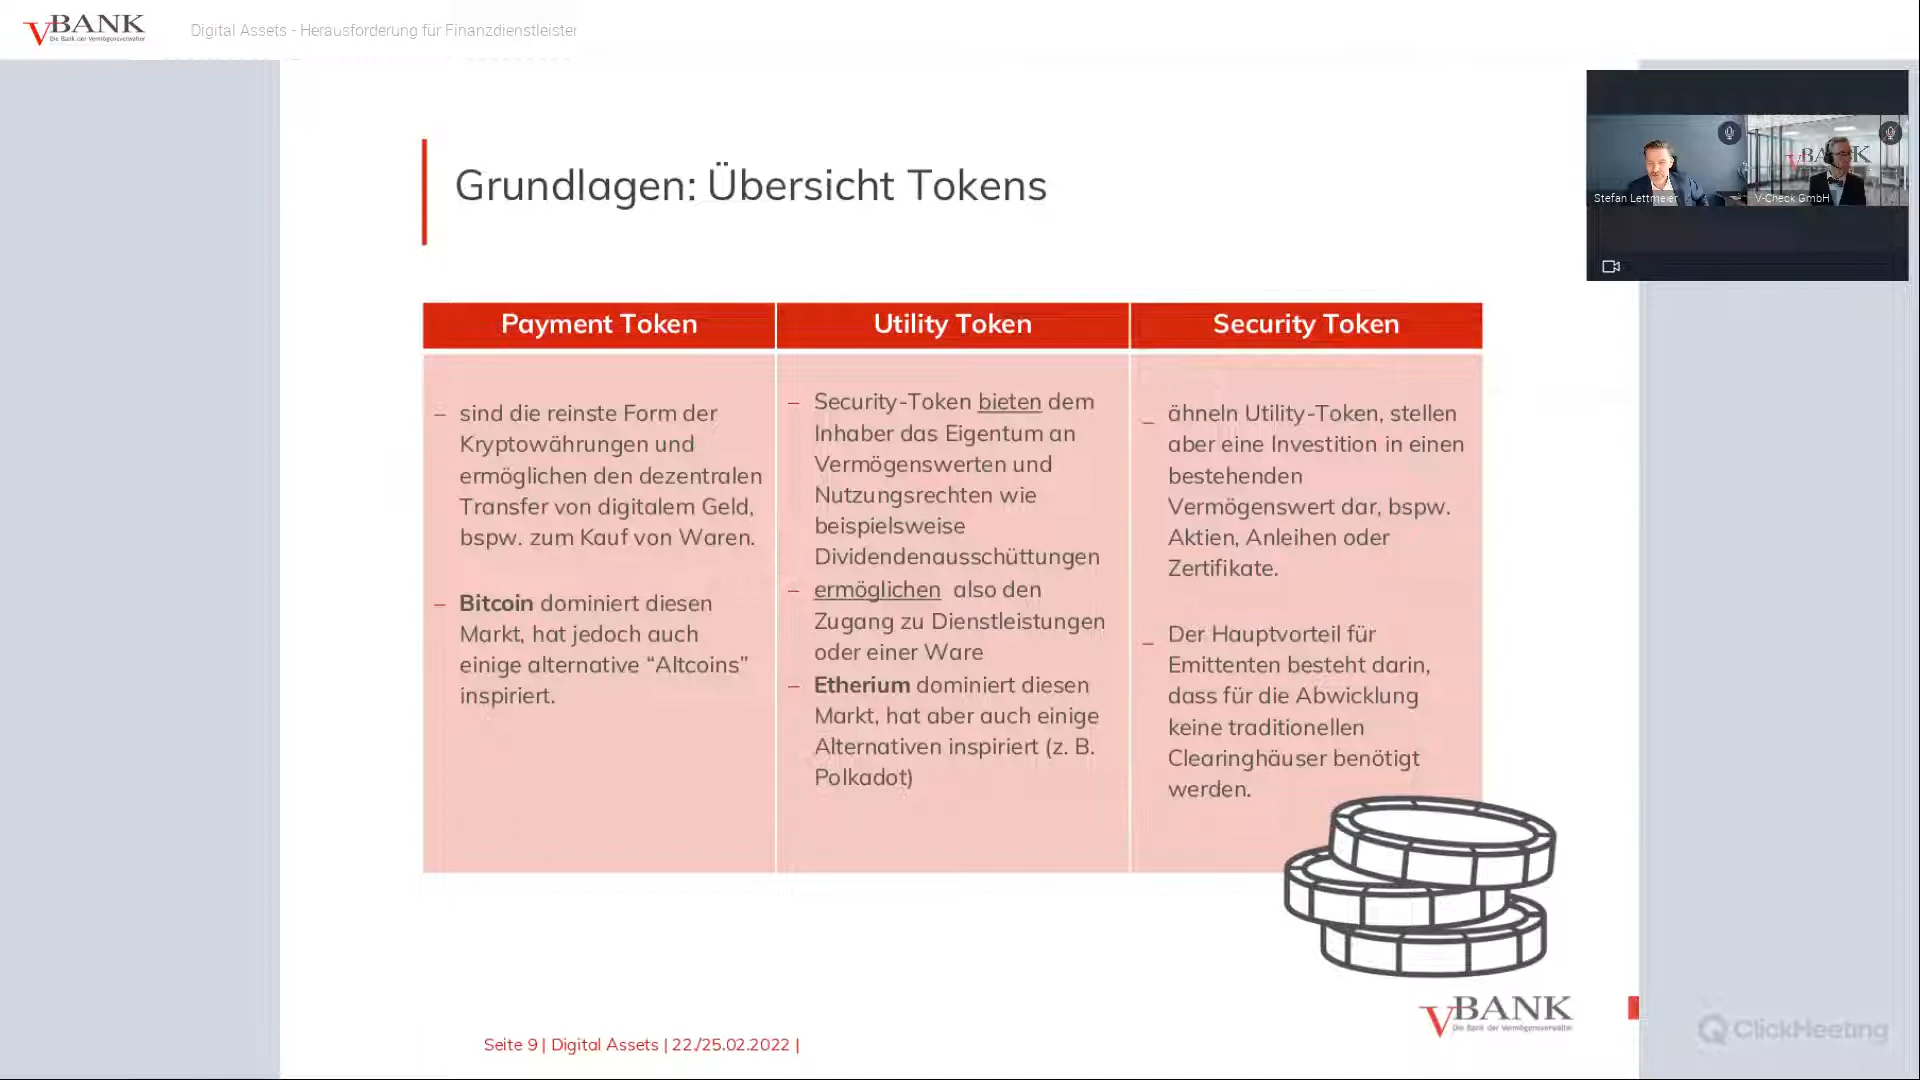 VBANK
Die Bank der Vermögensverwalter
Digital Assets - Herausforderung für Finanzdienstleister
VBANK
Stefan Lettmeier
V-Check GmbH
Grundlagen: Übersicht Tokens
Payment Token
– sind die reinste Form der
Kryptowährungen und
ermöglichen den dezentralen
Transfer von digitalem Geld,
bspw. zum Kauf von Waren.
– Bitcoin dominiert diesen
Markt, hat jedoch auch
einige alternative “Altcoins”
inspiriert.
Utility Token
– Security-Token bieten dem
Inhaber das Eigentum an
Vermögenswerten und
Nutzungsrechten wie
beispielsweise
Dividendenausschüttungen
– ermöglichen also den
Zugang zu Dienstleistungen
oder einer Ware
– Etherium dominiert diesen
Markt, hat aber auch einige
Alternativen inspiriert (z. B.
Polkadot)
Security Token
– ähneln Utility-Token, stellen
aber eine Investition in einen
bestehenden
Vermögenswert dar, bspw.
Aktien, Anleihen oder
Zertifikate.
– Der Hauptvorteil für
Emittenten besteht darin,
dass für die Abwicklung
keine traditionellen
Clearinghäuser benötigt
werden.
VBANK
Die Bank der Vermögensverwalter
Seite 9 | Digital Assets | 22./25.02.2022 |
ClickMeeting